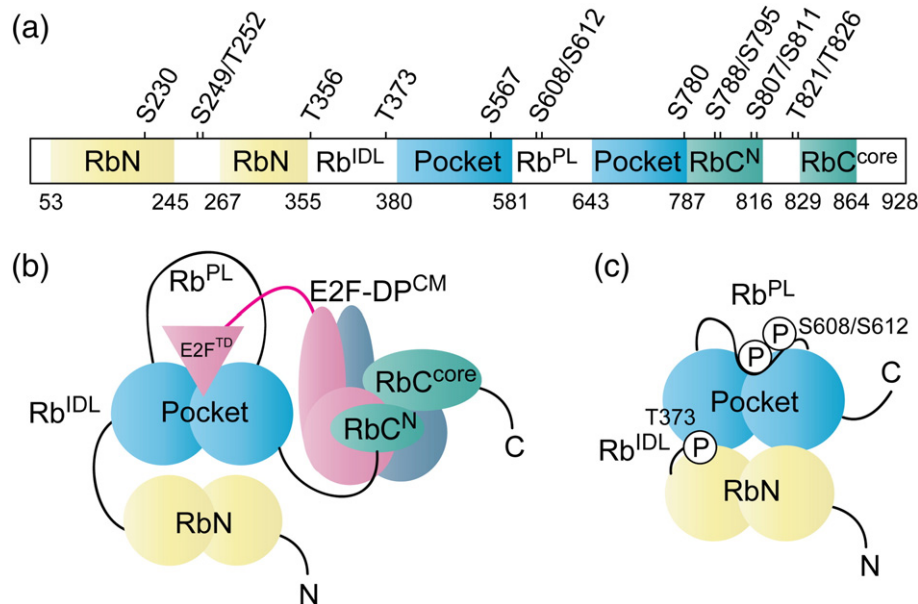 (a)
S230
S249/T252
T356
T373
S567
S608/S612
S780
S788/S795
S807/S811
T821/T826
RbN RbN Rb^IDL Pocket Rb^PL Pocket RbC^N RbC^core
53 245 267 355 380 581 643 787 816 829 864 928
(b)
Rb^PL
E2F-DP^CM
E2F^TD
Rb^IDL
Pocket
RbC^core
RbC^N
C
RbN
N
(c)
Rb^PL
P
P
S608/S612
C
Pocket
T373
Rb^IDL
P
RbN
N